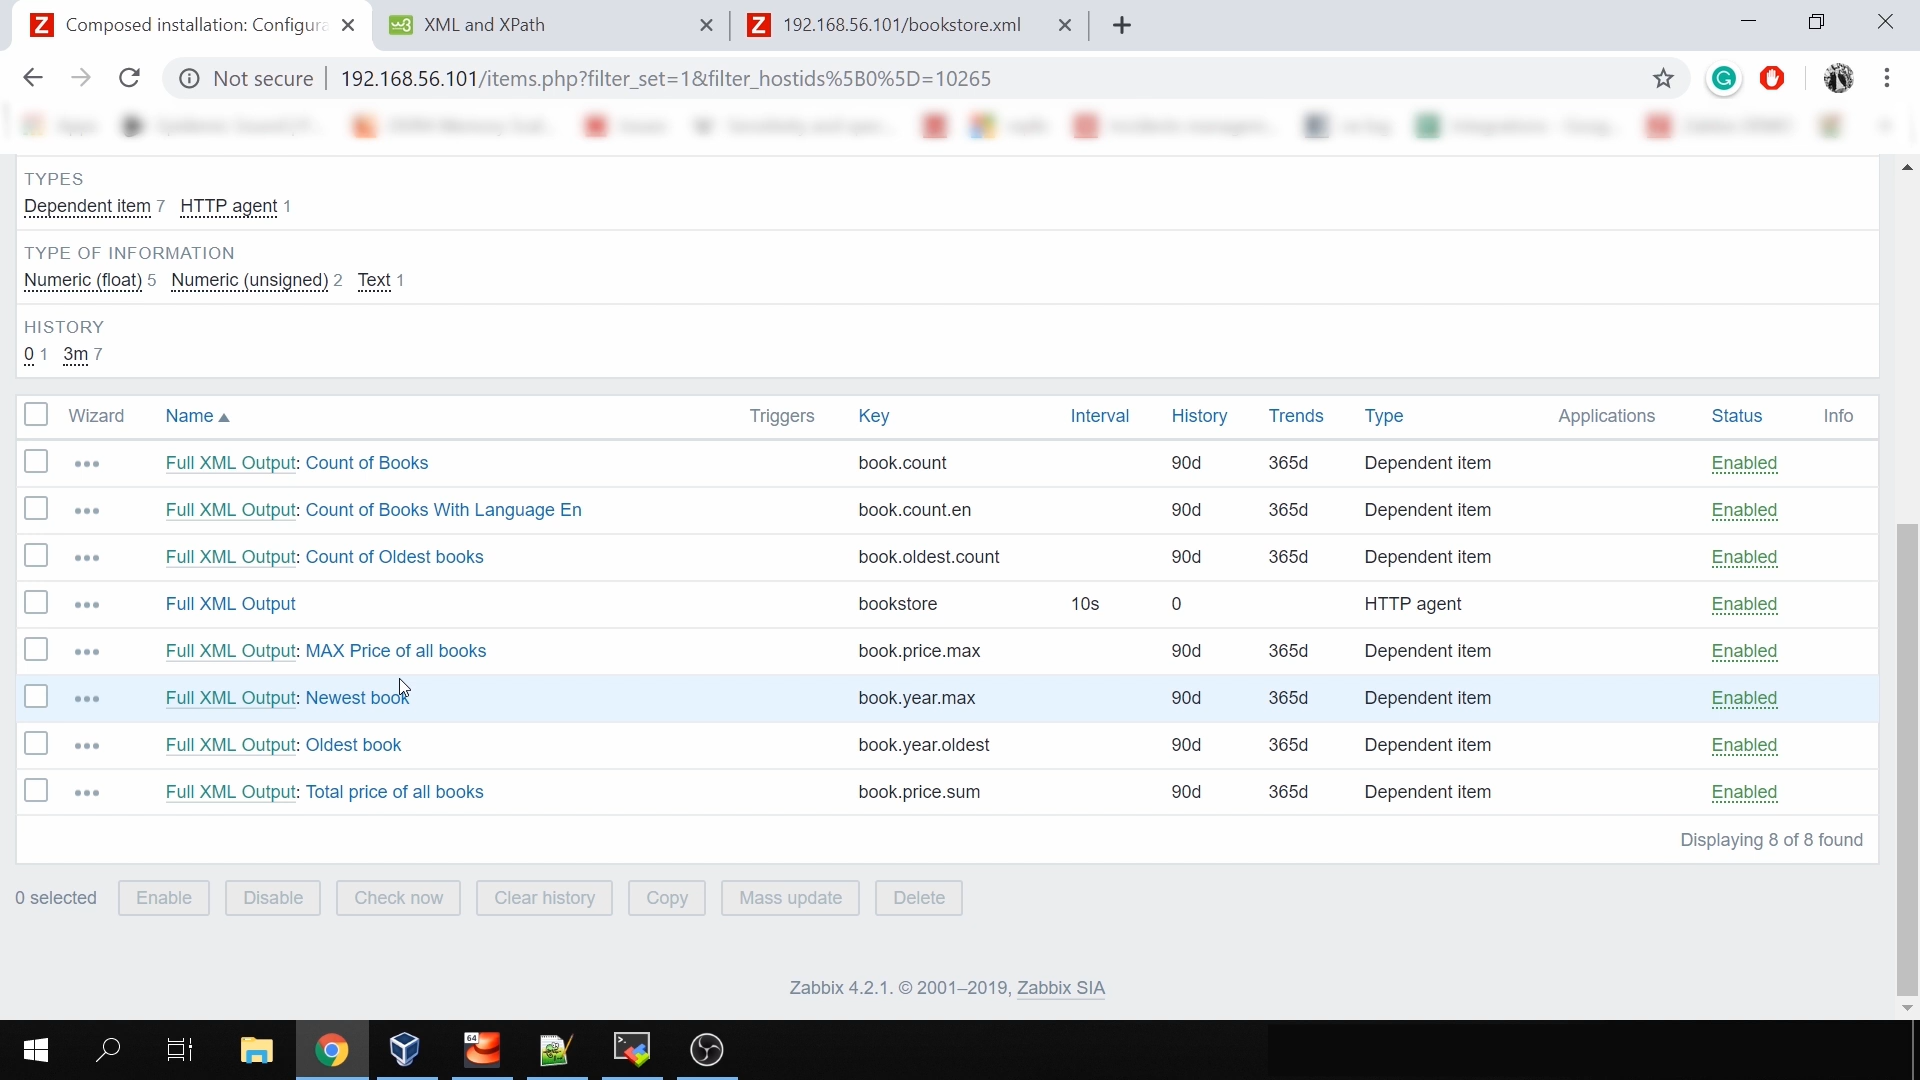 Composed installation: Configura
XML and XPath
192.168.56.101/bookstore.xml
Not secure
192.168.56.101/items.php?filter_set=1&filter_hostids%5B0%5D=10265
TYPES
Dependent item 7 HTTP agent 1
TYPE OF INFORMATION
Numeric (float) 5 Numeric (unsigned) 2 Text 1
HISTORY
0 1 3m 7
Wizard Name Triggers Key Interval History Trends Type Applications Status Info
Full XML Output: Count of Books book.count 90d 365d Dependent item Enabled
Full XML Output: Count of Books With Language En book.count.en 90d 365d Dependent item Enabled
Full XML Output: Count of Oldest books book.oldest.count 90d 365d Dependent item Enabled
Full XML Output bookstore 10s 0 HTTP agent Enabled
Full XML Output: MAX Price of all books book.price.max 90d 365d Dependent item Enabled
Full XML Output: Newest book book.year.max 90d 365d Dependent item Enabled
Full XML Output: Oldest book book.year.oldest 90d 365d Dependent item Enabled
Full XML Output: Total price of all books book.price.sum 90d 365d Dependent item Enabled
Displaying 8 of 8 found
0 selected Enable Disable Check now Clear history Copy Mass update Delete
Zabbix 4.2.1. © 2001–2019, Zabbix SIA
64